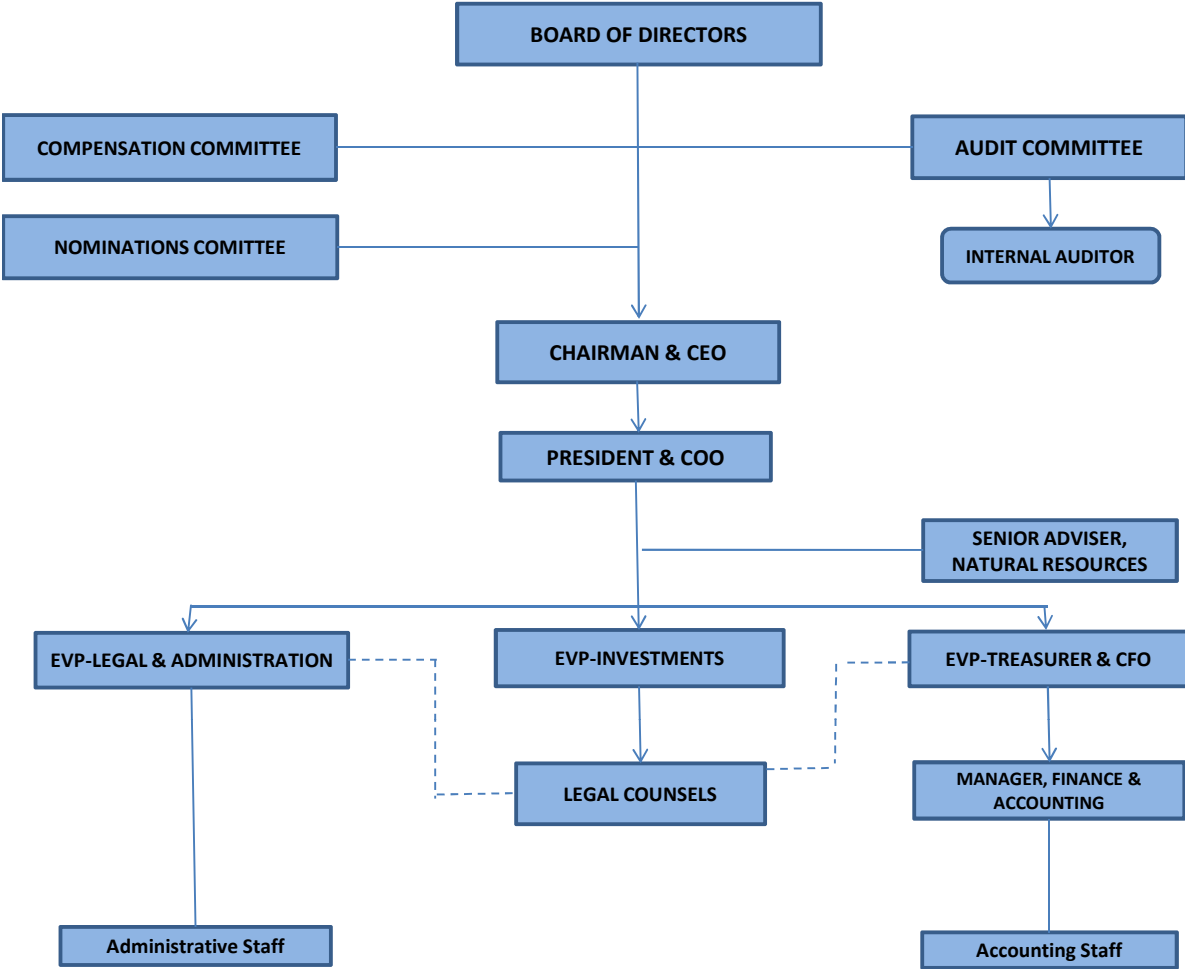 BOARD OF DIRECTORS
COMPENSATION COMMITTEE
AUDIT COMMITTEE
NOMINATIONS COMITTEE
INTERNAL AUDITOR
CHAIRMAN & CEO
PRESIDENT & COO
SENIOR ADVISER,
NATURAL RESOURCES
EVP-LEGAL & ADMINISTRATION
EVP-INVESTMENTS
EVP-TREASURER & CFO
LEGAL COUNSELS
MANAGER, FINANCE &
ACCOUNTING
Administrative Staff
Accounting Staff